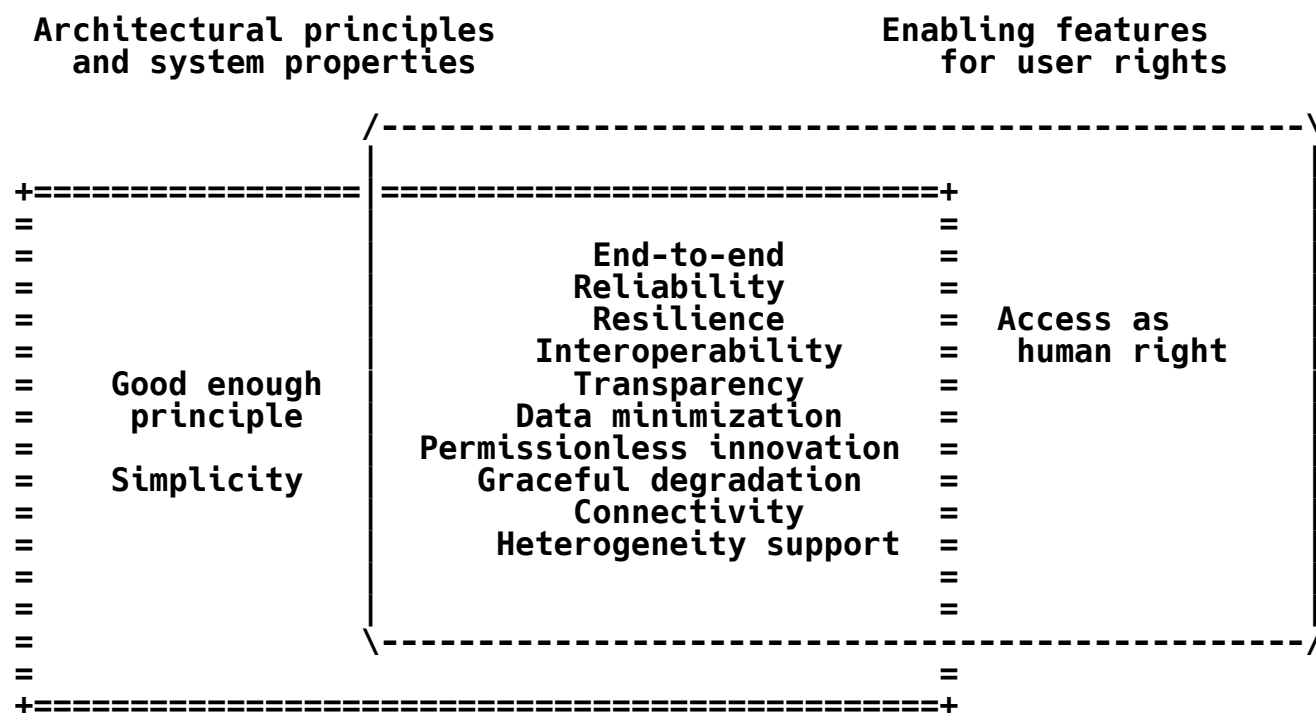 Architectural principles Enabling features
and system properties for user rights
End-to-end
Reliability
Resilience Access as
Interoperability human right
Good enough Transparency
principle Data minimization
Permissionless innovation
Simplicity Graceful degradation
Connectivity
Heterogeneity support